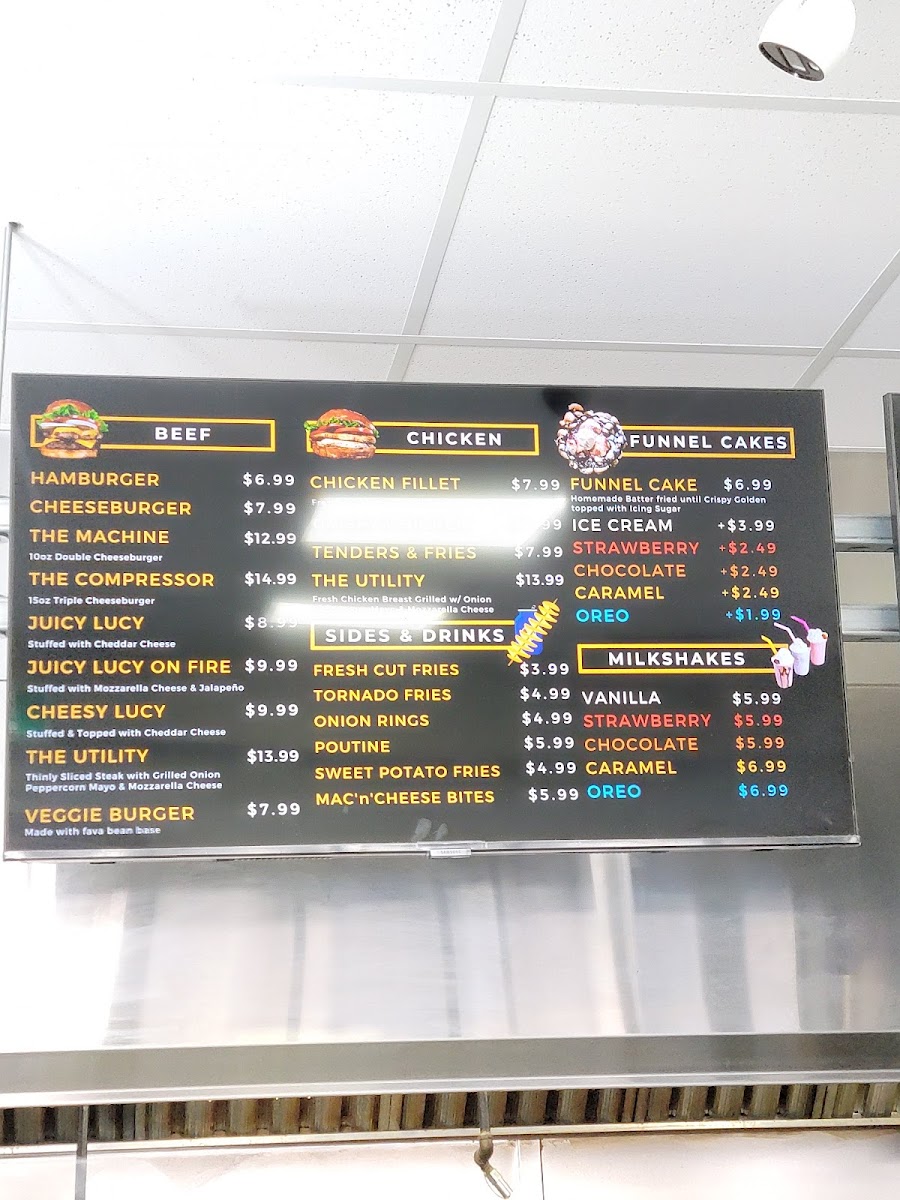 BEEF
HAMBURGER $6.99
CHEESEBURGER $7.99
THE MACHINE $12.99
10oz Double Cheeseburger
THE COMPRESSOR $14.99
15oz Triple Cheeseburger
JUICY LUCY $8.99
Stuffed with Cheddar Cheese
JUICY LUCY ON FIRE $9.99
Stuffed with Mozzarella Cheese & Jalapeño
CHEESY LUCY $9.99
Stuffed & Topped with Cheddar Cheese
THE UTILITY $13.99
Thinly Sliced Steak with Grilled Onion
Peppercorn Mayo & Mozzarella Cheese
VEGGIE BURGER $7.99
Made with fava bean base
CHICKEN
CHICKEN FILLET $7.99
TENDERS & FRIES $7.99
THE UTILITY $13.99
Fresh Chicken Breast Grilled w/ Onion
Mozzarella Cheese
SIDES & DRINKS
FRESH CUT FRIES $3.99
TORNADO FRIES $4.99
ONION RINGS $4.99
POUTINE $5.99
SWEET POTATO FRIES $4.99
MAC'n'CHEESE BITES $5.99
FUNNEL CAKES
FUNNEL CAKE $6.99
Homemade Batter fried until Crispy Golden
topped with Icing Sugar
ICE CREAM +$3.99
STRAWBERRY +$2.49
CHOCOLATE +$2.49
CARAMEL +$2.49
OREO +$1.99
MILKSHAKES
VANILLA $5.99
STRAWBERRY $5.99
CHOCOLATE $5.99
CARAMEL $6.99
OREO $6.99